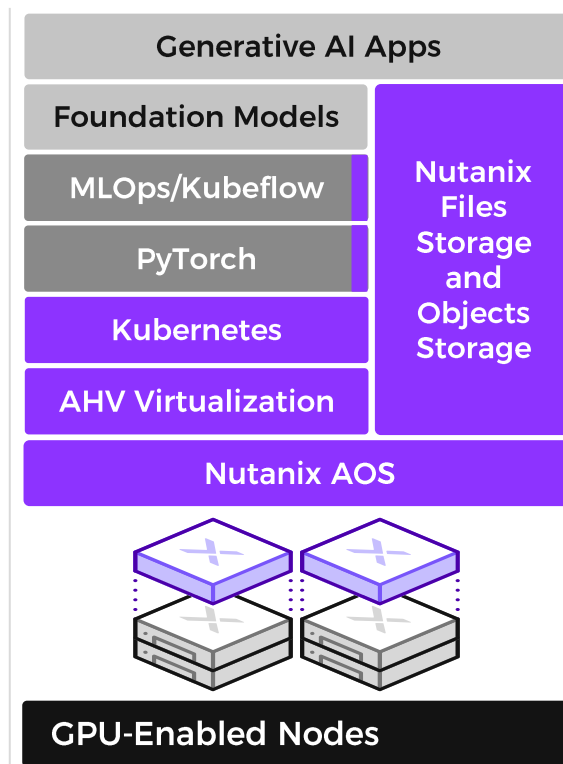 Generative AI Apps
Foundation Models
MLOps/Kubeflow
PyTorch
Kubernetes
AHV Virtualization
Nutanix
Files
Storage
and
Objects
Storage
Nutanix AOS
GPU-Enabled Nodes